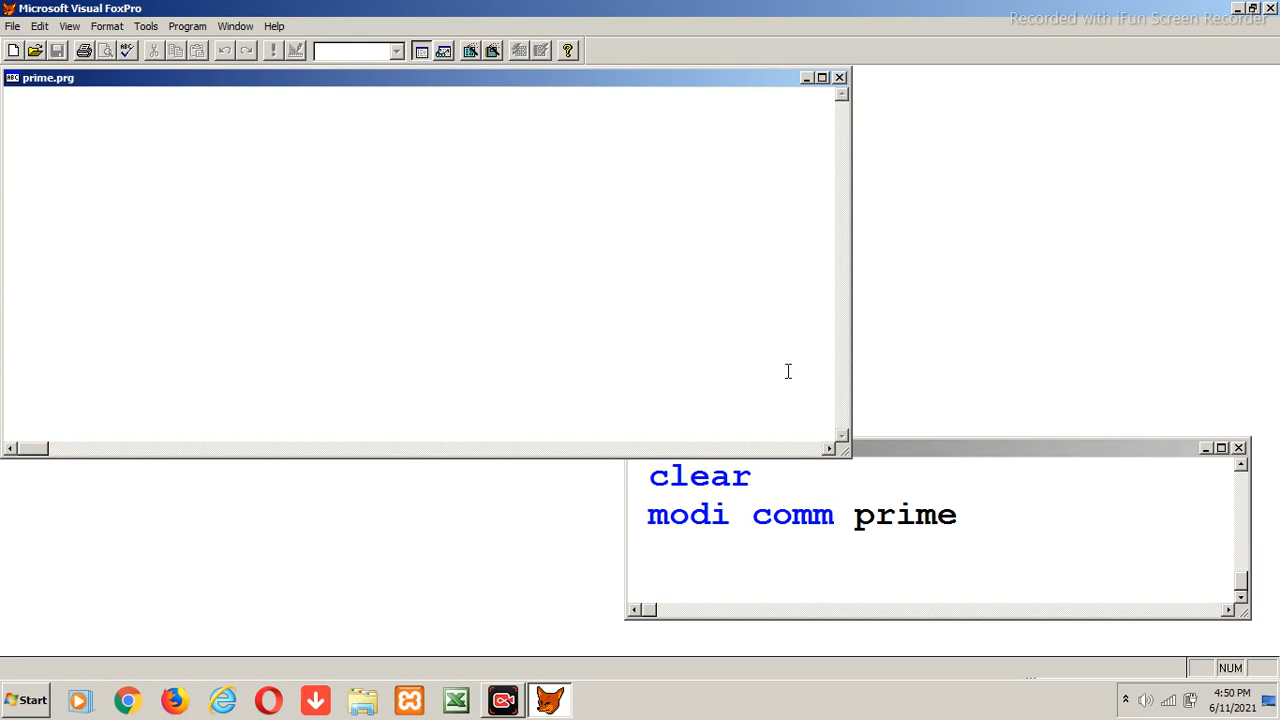 Microsoft Visual FoxPro
Recorded with iFun Screen Recorder
File Edit View Format Tools Program Window Help
prime.prg
clear
modi comm prime
NUM
Start
4:50 PM
6/11/2021